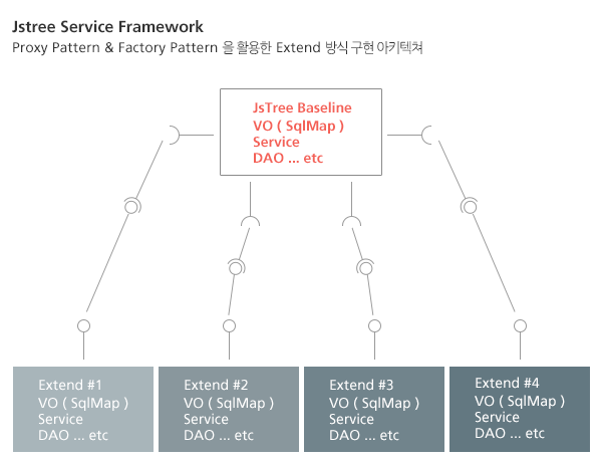 Jstree Service Framework
Proxy Pattern & Factory Pattern 을 활용한 Extend 방식 구현 아키텍쳐
JsTree Baseline
VO ( SqlMap )
Service
DAO ... etc
Extend #1
VO ( SqlMap )
Service
DAO ... etc
Extend #2
VO ( SqlMap )
Service
DAO ... etc
Extend #3
VO ( SqlMap )
Service
DAO ... etc
Extend #4
VO ( SqlMap )
Service
DAO ... etc